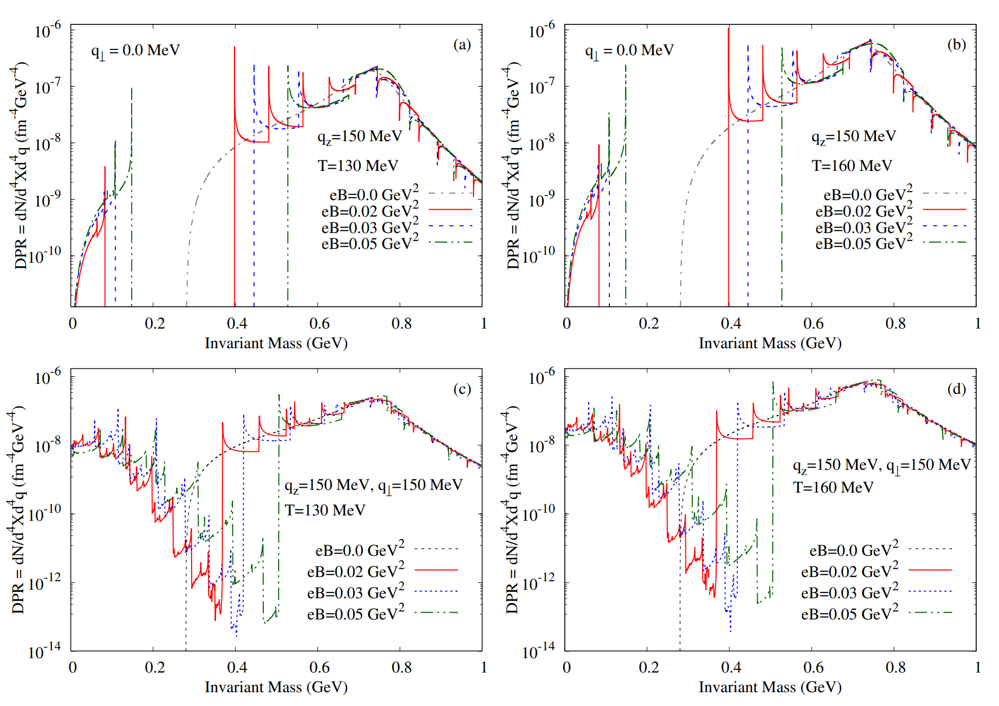 (a)
q⊥ = 0.0 MeV
q_z=150 MeV
T=130 MeV
eB=0.0 GeV^2
eB=0.02 GeV^2
eB=0.03 GeV^2
eB=0.05 GeV^2
10^-6
10^-7
10^-8
10^-9
10^-10
0 0.2 0.4 0.6 0.8 1
Invariant Mass (GeV)
DPR = dN/d^4Xd^4q (fm^-4GeV^-4)
(b)
q⊥ = 0.0 MeV
q_z=150 MeV
T=160 MeV
eB=0.0 GeV^2
eB=0.02 GeV^2
eB=0.03 GeV^2
eB=0.05 GeV^2
10^-6
10^-7
10^-8
10^-9
10^-10
0 0.2 0.4 0.6 0.8 1
Invariant Mass (GeV)
DPR = dN/d^4Xd^4q (fm^-4GeV^-4)
(c)
q_z=150 MeV, q⊥=150 MeV
T=130 MeV
eB=0.0 GeV^2
eB=0.02 GeV^2
eB=0.03 GeV^2
eB=0.05 GeV^2
10^-6
10^-8
10^-10
10^-12
10^-14
0 0.2 0.4 0.6 0.8 1
Invariant Mass (GeV)
DPR = dN/d^4Xd^4q (fm^-4GeV^-4)
(d)
q_z=150 MeV, q⊥=150 MeV
T=160 MeV
eB=0.0 GeV^2
eB=0.02 GeV^2
eB=0.03 GeV^2
eB=0.05 GeV^2
10^-6
10^-8
10^-10
10^-12
10^-14
0 0.2 0.4 0.6 0.8 1
Invariant Mass (GeV)
DPR = dN/d^4Xd^4q (fm^-4GeV^-4)